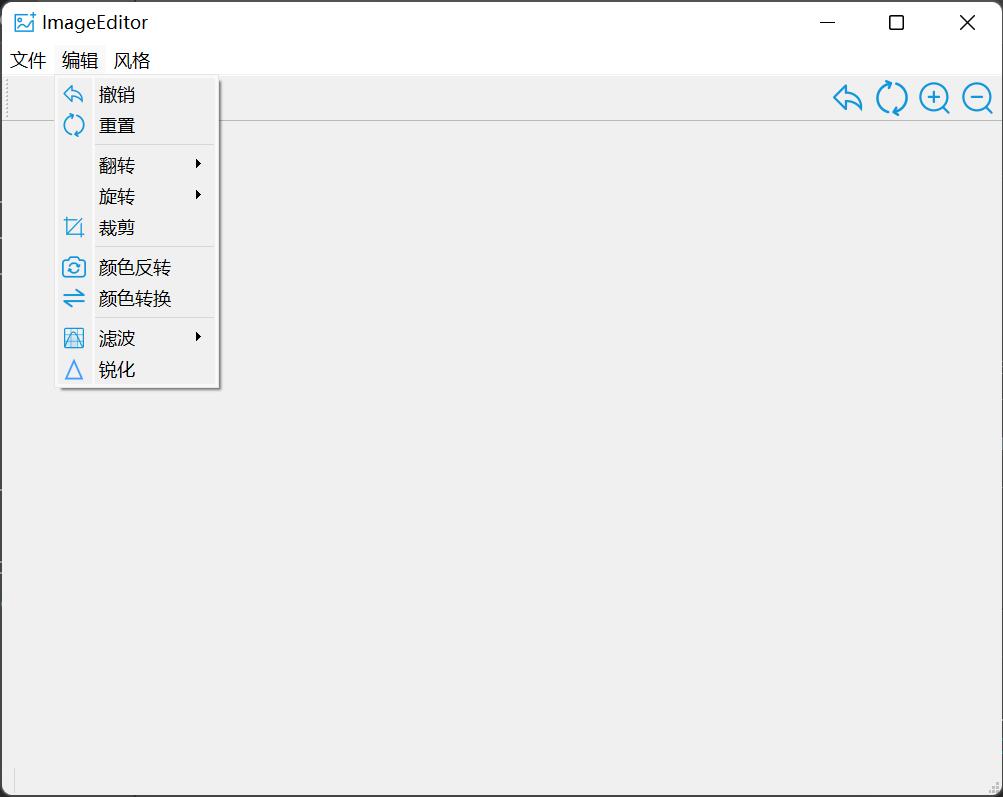 ImageEditor
文件 编辑 风格
撤销
重置
翻转
旋转
裁剪
颜色反转
颜色转换
滤波
锐化